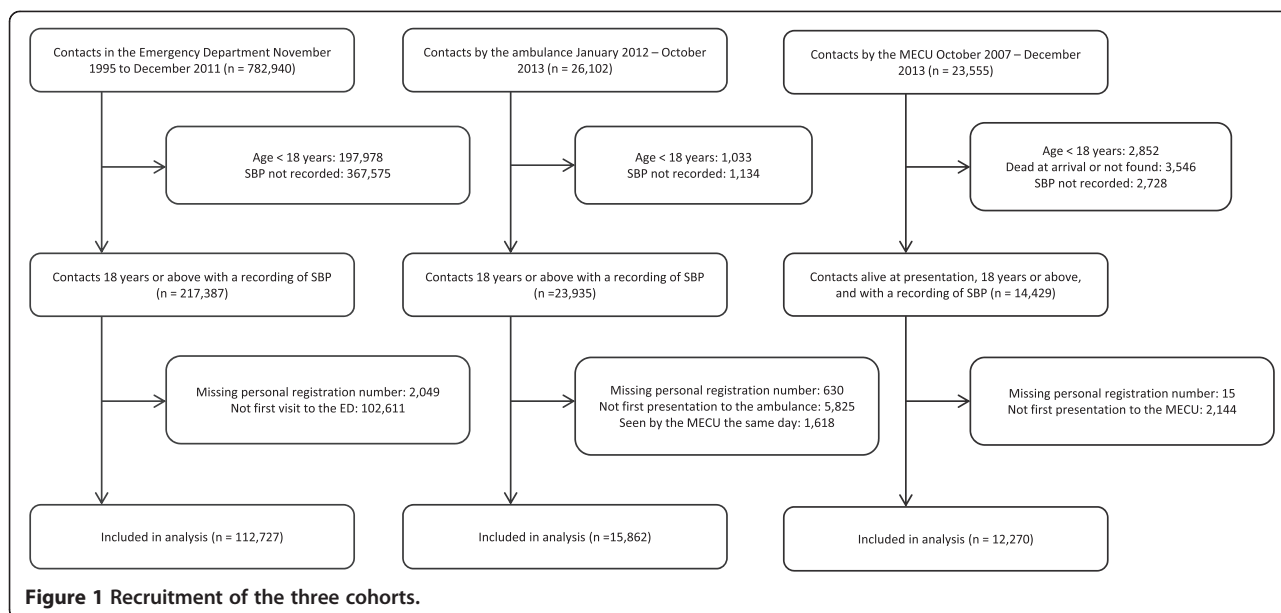 Contacts in the Emergency Department November
1995 to December 2011 (n = 782,940)
Age < 18 years: 197,978
SBP not recorded: 367,575
Contacts 18 years or above with a recording of SBP
(n = 217,387)
Missing personal registration number: 2,049
Not first visit to the ED: 102,611
Included in analysis (n = 112,727)
Contacts by the ambulance January 2012 – October
2013 (n = 26,102)
Age < 18 years: 1,033
SBP not recorded: 1,134
Contacts 18 years or above with a recording of SBP
(n =23,935)
Missing personal registration number: 630
Not first presentation to the ambulance: 5,825
Seen by the MECU the same day: 1,618
Included in analysis (n =15,862)
Contacts by the MECU October 2007 – December
2013 (n = 23,555)
Age < 18 years: 2,852
Dead at arrival or not found: 3,546
SBP not recorded: 2,728
Contacts alive at presentation, 18 years or above,
and with a recording of SBP (n = 14,429)
Missing personal registration number: 15
Not first presentation to the MECU: 2,144
Included in analysis (n = 12,270)
Figure 1 Recruitment of the three cohorts.